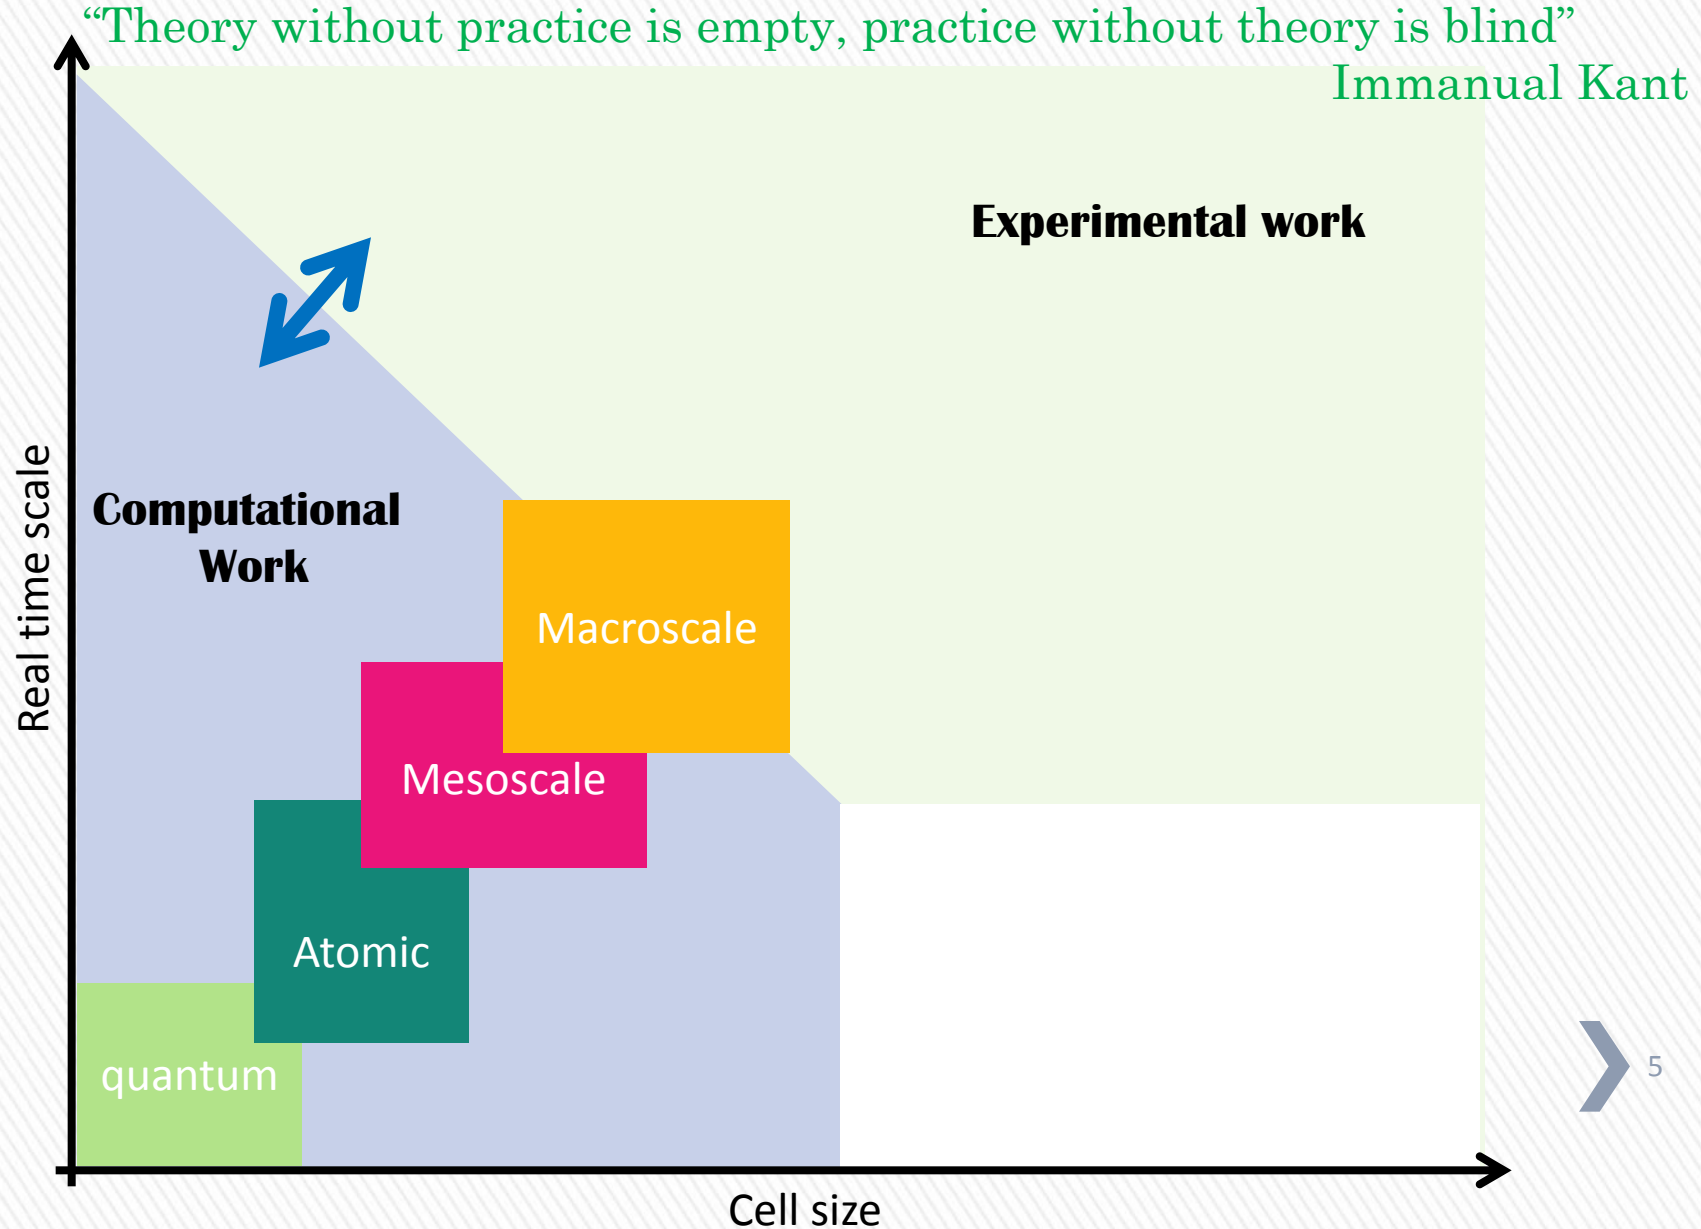 “Theory without practice is empty, practice without theory is blind”
Immanual Kant
Experimental work
Computational
Work
Real time scale
Macroscale
Mesoscale
Atomic
quantum
5
Cell size